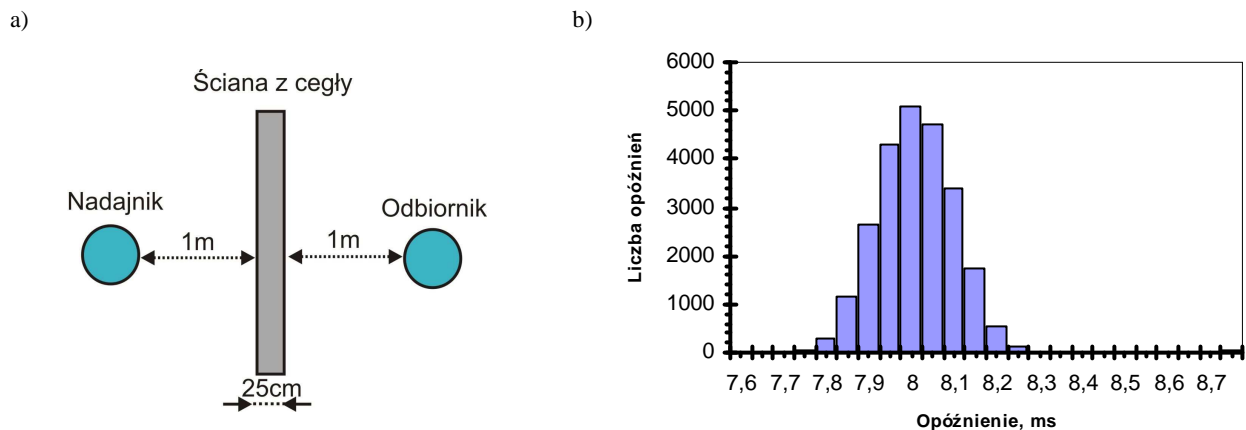 a)
b)
Ściana z cegły
Nadajnik
Odbiornik
1m
1m
25cm
Liczba opóźnień
6000
5000
4000
3000
2000
1000
0
7,6 7,7 7,8 7,9 8 8,1 8,2 8,3 8,4 8,5 8,6 8,7
Opóźnienie, ms